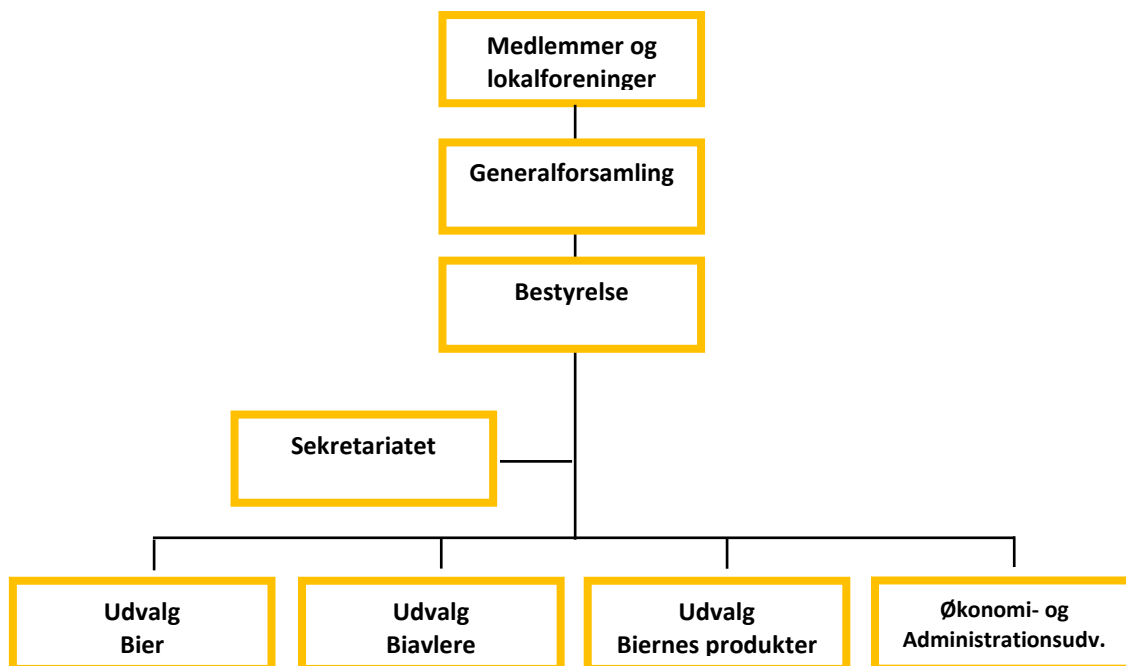 Medlemmer og
lokalforeninger
Generalforsamling
Bestyrelse
Sekretariatet
Udvalg
Bier
Udvalg
Biavlere
Udvalg
Biernes produkter
Økonomi- og
Administrationsudv.